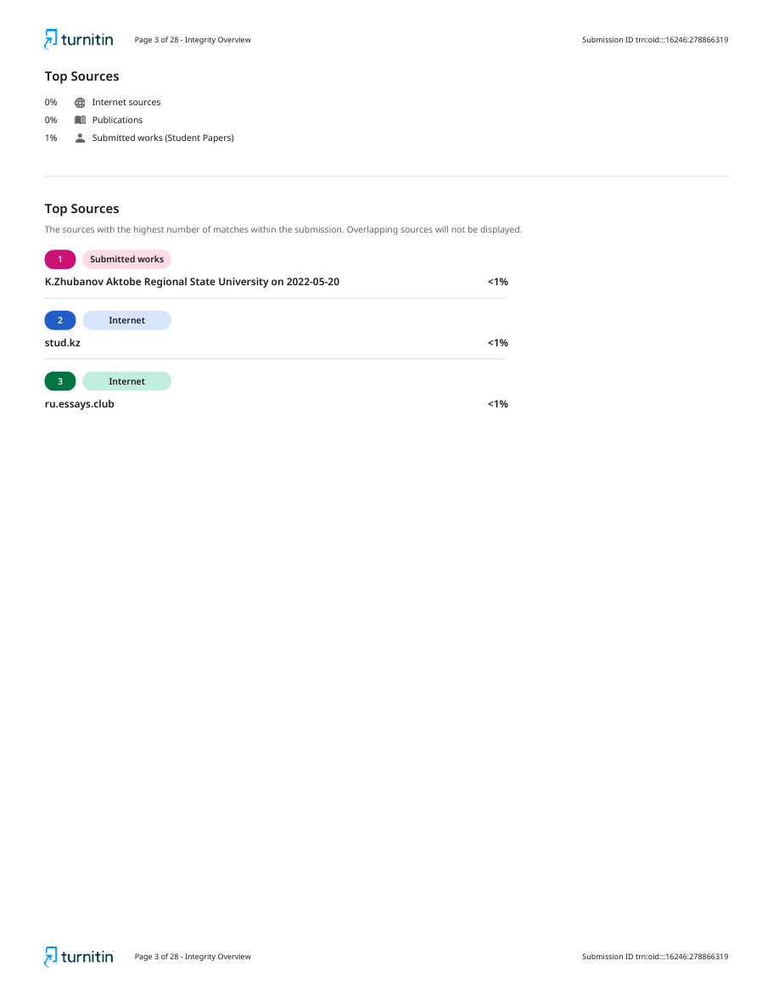 turnitin Page 3 of 28 - Integrity Overview Submission ID trn:oid:::16246:278866319
Top Sources
0% Internet sources
0% Publications
1% Submitted works (Student Papers)
Top Sources
The sources with the highest number of matches within the submission. Overlapping sources will not be displayed.
1 Submitted works
K.Zhubanov Aktobe Regional State University on 2022-05-20 <1%
2 Internet
stud.kz <1%
3 Internet
ru.essays.club <1%
turnitin Page 3 of 28 - Integrity Overview Submission ID trn:oid:::16246:278866319